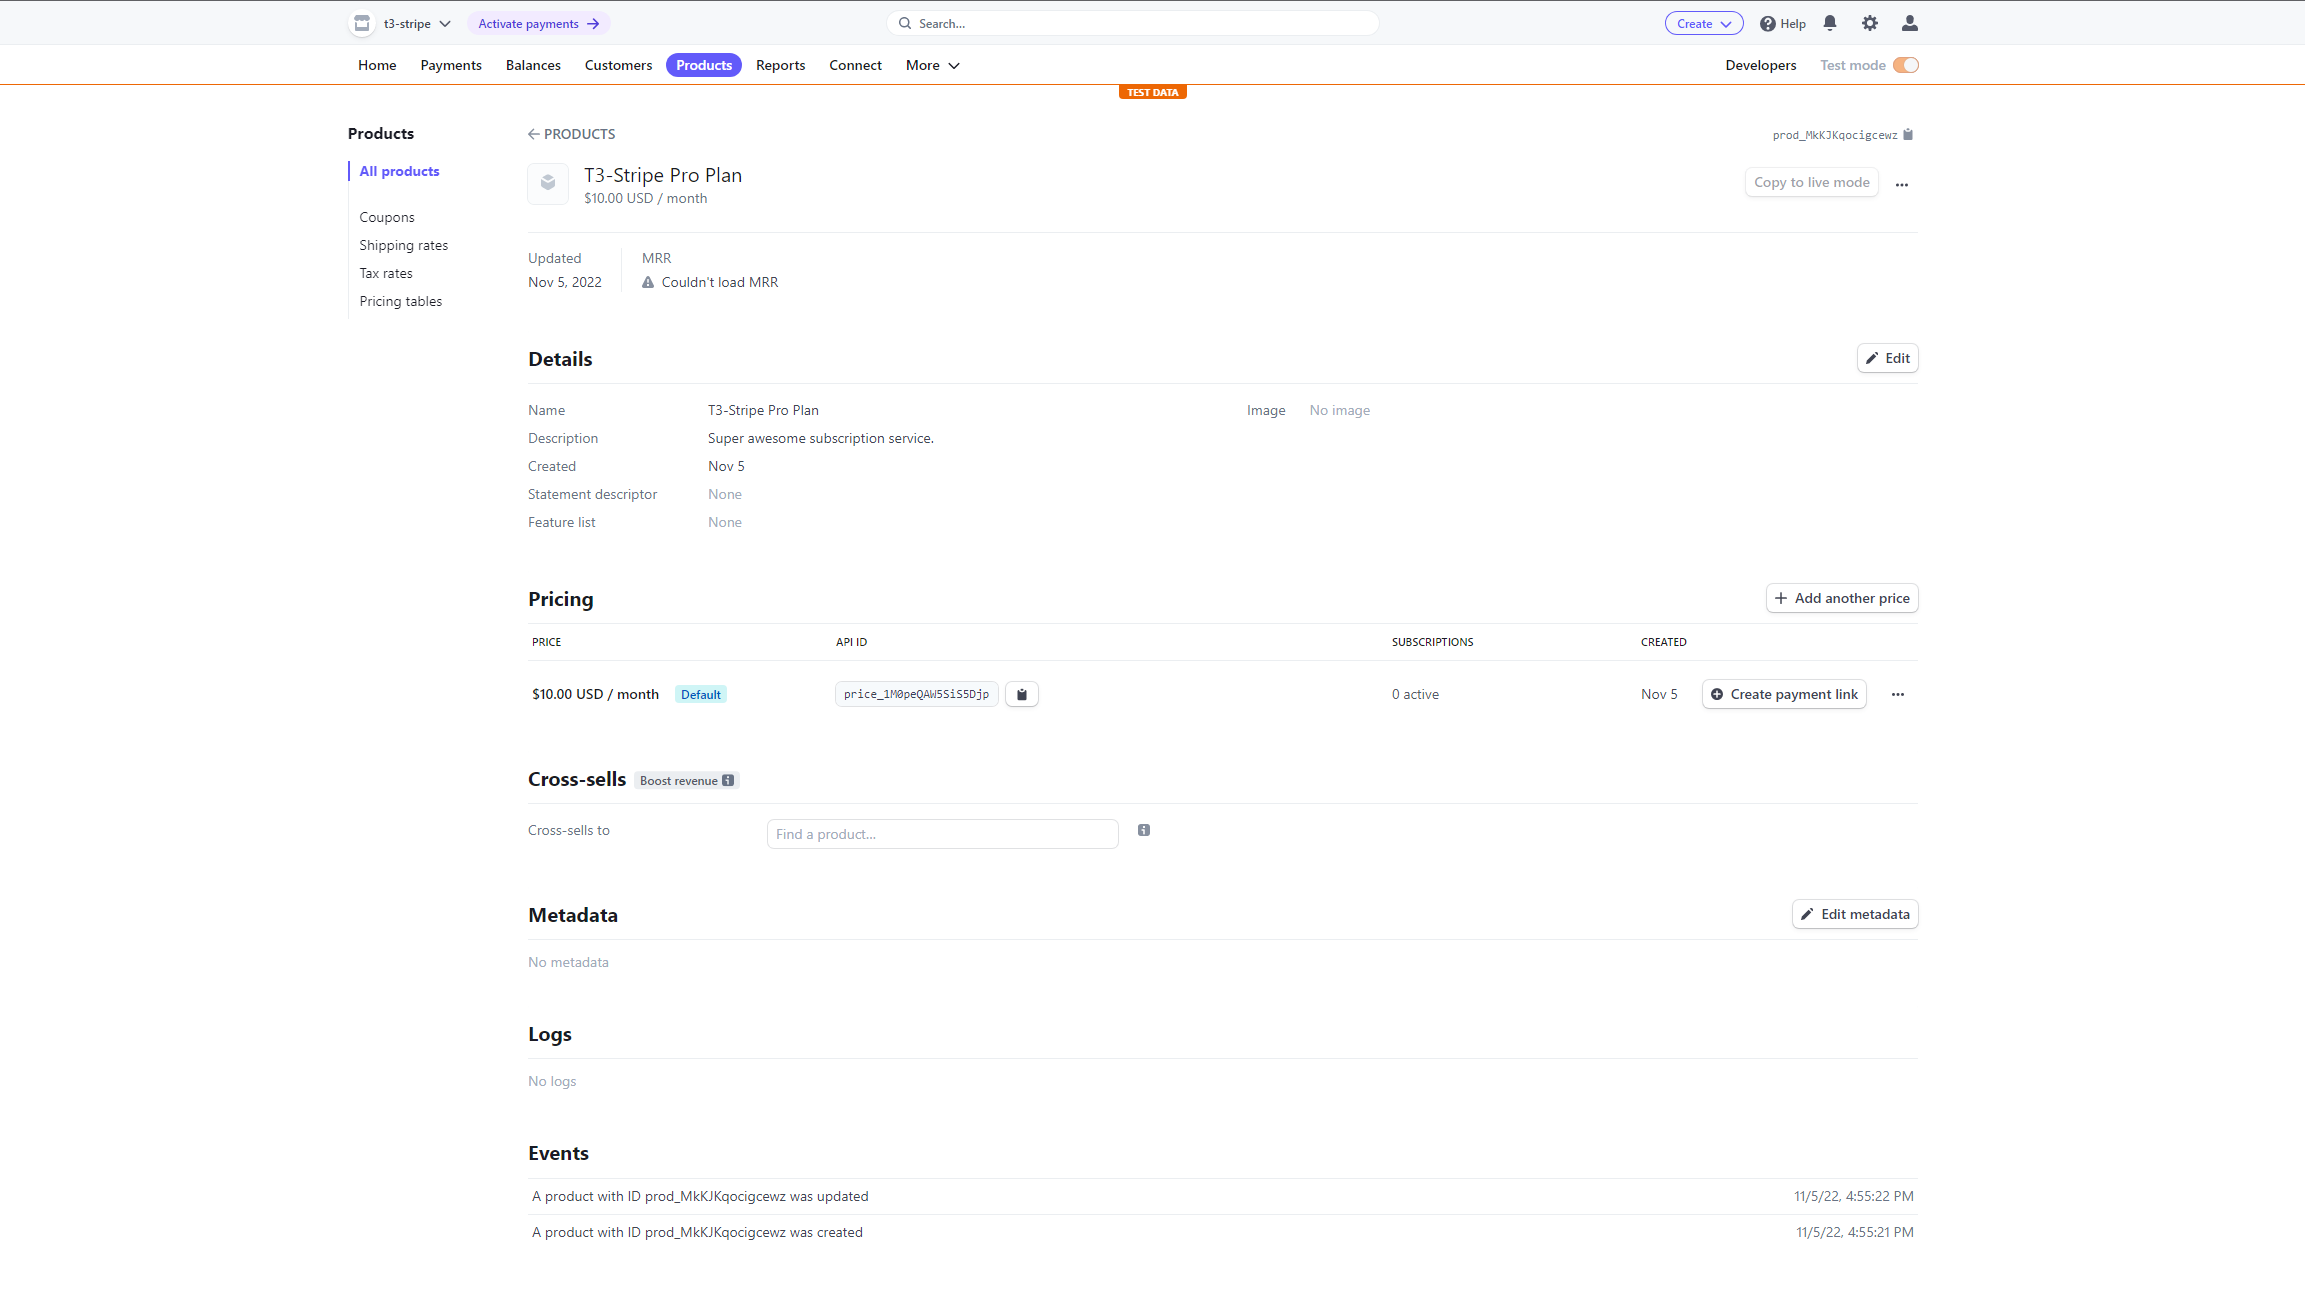 t3-stripe
Activate payments
Search...
Create
Help
Home
Payments
Balances
Customers
Products
Reports
Connect
More
Developers
Test mode
TEST DATA
Products
All products
Coupons
Shipping rates
Tax rates
Pricing tables
PRODUCTS
prod_MkKJKqocigcewz
T3-Stripe Pro Plan
$10.00 USD / month
Copy to live mode
Updated
Nov 5, 2022
MRR
Couldn't load MRR
Details
Edit
Name
T3-Stripe Pro Plan
Image
No image
Description
Super awesome subscription service.
Created
Nov 5
Statement descriptor
None
Feature list
None
Pricing
Add another price
PRICE
API ID
SUBSCRIPTIONS
CREATED
$10.00 USD / month
Default
price_1M0peQAW5SiS5Djp
0 active
Nov 5
Create payment link
Cross-sells
Boost revenue
Cross-sells to
Find a product...
Metadata
Edit metadata
No metadata
Logs
No logs
Events
A product with ID prod_MkKJKqocigcewz was updated
11/5/22, 4:55:22 PM
A product with ID prod_MkKJKqocigcewz was created
11/5/22, 4:55:21 PM